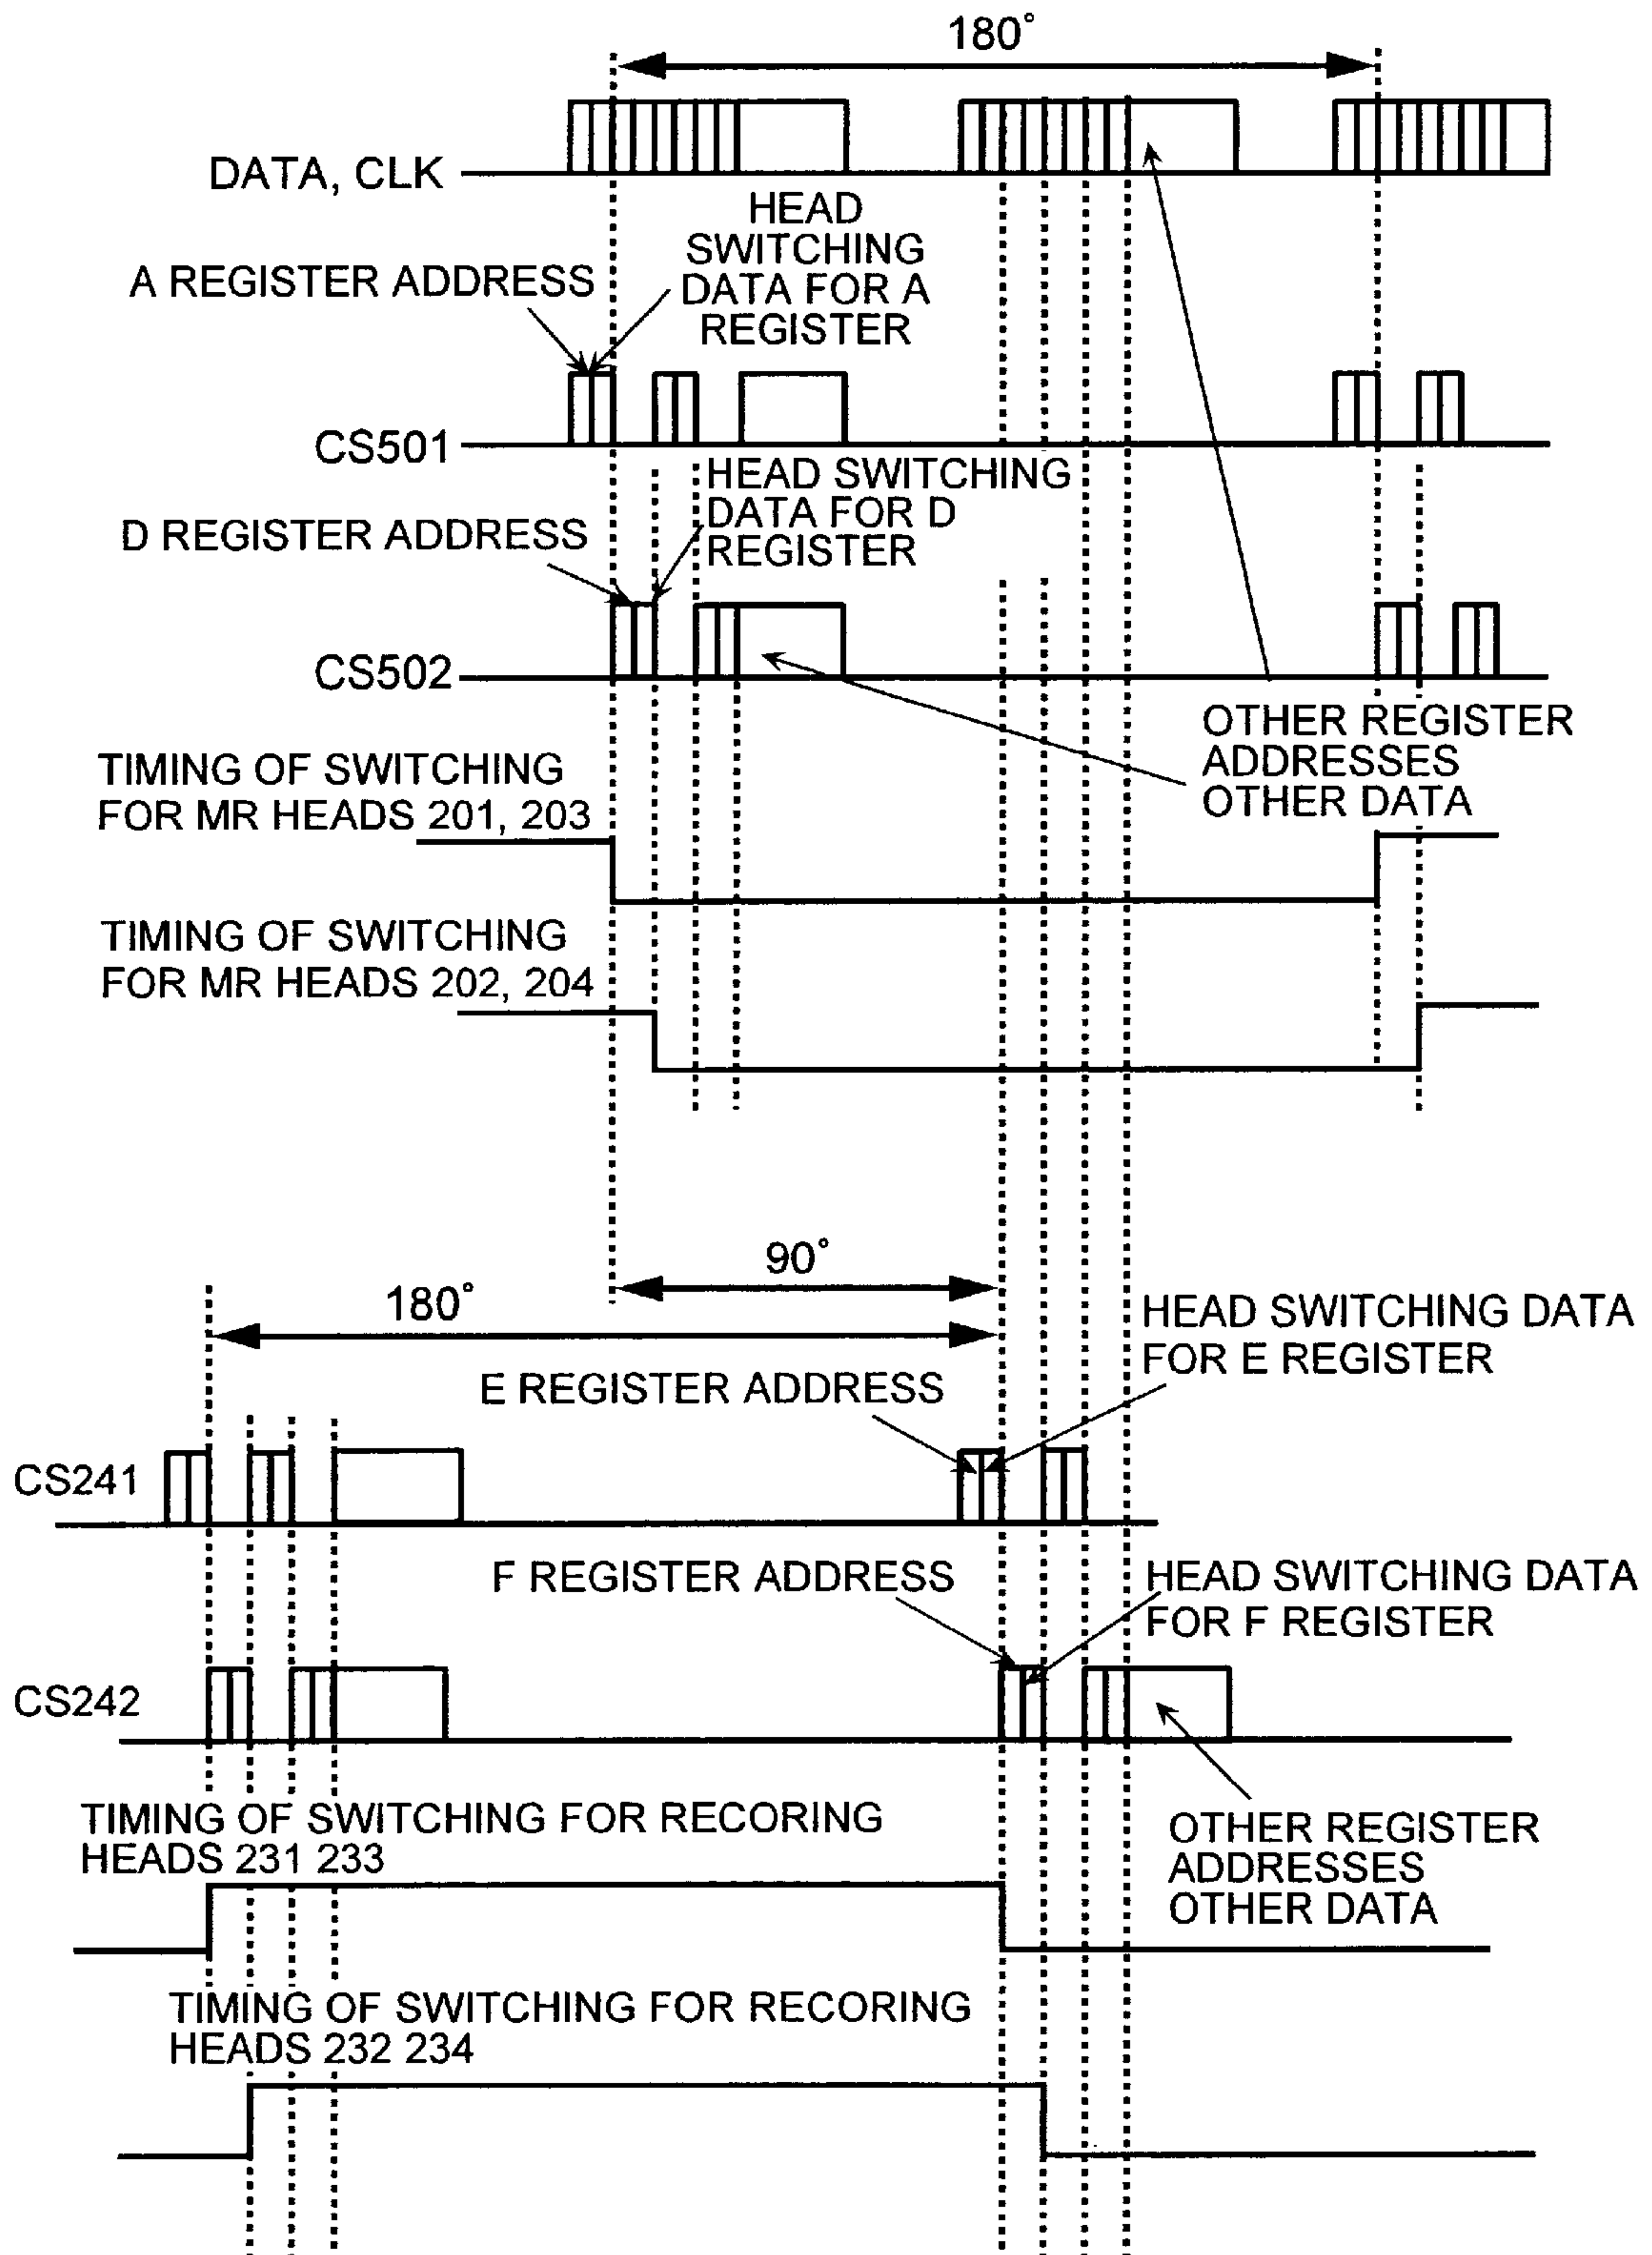 180°
DATA, CLK
HEAD
SWITCHING
DATA FOR A
REGISTER
A REGISTER ADDRESS
CS501
HEAD SWITCHING
DATA FOR D
REGISTER
D REGISTER ADDRESS
CS502
OTHER REGISTER
ADDRESSES
OTHER DATA
TIMING OF SWITCHING
FOR MR HEADS 201, 203
TIMING OF SWITCHING
FOR MR HEADS 202, 204
90°
180°
HEAD SWITCHING DATA
FOR E REGISTER
E REGISTER ADDRESS
CS241
F REGISTER ADDRESS
HEAD SWITCHING DATA
FOR F REGISTER
CS242
TIMING OF SWITCHING FOR RECORING
HEADS 231 233
OTHER REGISTER
ADDRESSES
OTHER DATA
TIMING OF SWITCHING FOR RECORING
HEADS 232 234